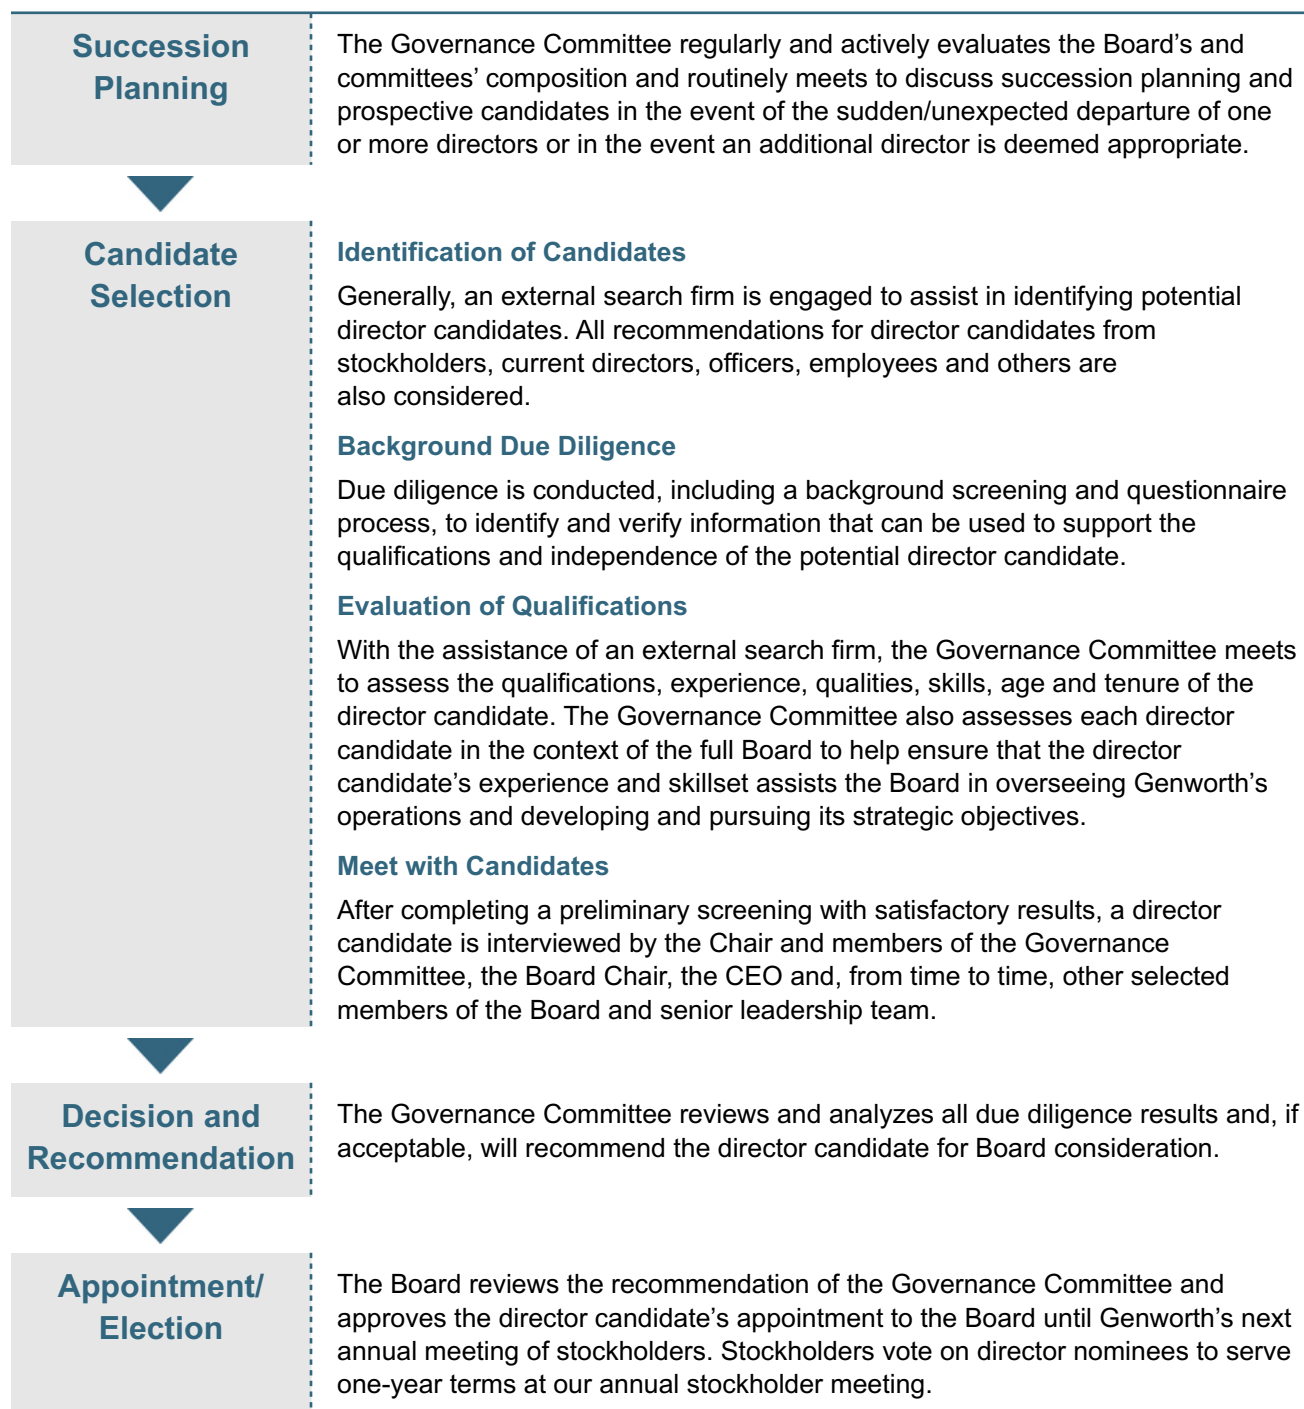 Succession
Planning
The Governance Committee regularly and actively evaluates the Board’s and
committees’ composition and routinely meets to discuss succession planning and
prospective candidates in the event of the sudden/unexpected departure of one
or more directors or in the event an additional director is deemed appropriate.
Candidate
Selection
Identification of Candidates
Generally, an external search firm is engaged to assist in identifying potential
director candidates. All recommendations for director candidates from
stockholders, current directors, officers, employees and others are
also considered.
Background Due Diligence
Due diligence is conducted, including a background screening and questionnaire
process, to identify and verify information that can be used to support the
qualifications and independence of the potential director candidate.
Evaluation of Qualifications
With the assistance of an external search firm, the Governance Committee meets
to assess the qualifications, experience, qualities, skills, age and tenure of the
director candidate. The Governance Committee also assesses each director
candidate in the context of the full Board to help ensure that the director
candidate’s experience and skillset assists the Board in overseeing Genworth’s
operations and developing and pursuing its strategic objectives.
Meet with Candidates
After completing a preliminary screening with satisfactory results, a director
candidate is interviewed by the Chair and members of the Governance
Committee, the Board Chair, the CEO and, from time to time, other selected
members of the Board and senior leadership team.
Decision and
Recommendation
The Governance Committee reviews and analyzes all due diligence results and, if
acceptable, will recommend the director candidate for Board consideration.
Appointment/
Election
The Board reviews the recommendation of the Governance Committee and
approves the director candidate’s appointment to the Board until Genworth’s next
annual meeting of stockholders. Stockholders vote on director nominees to serve
one-year terms at our annual stockholder meeting.